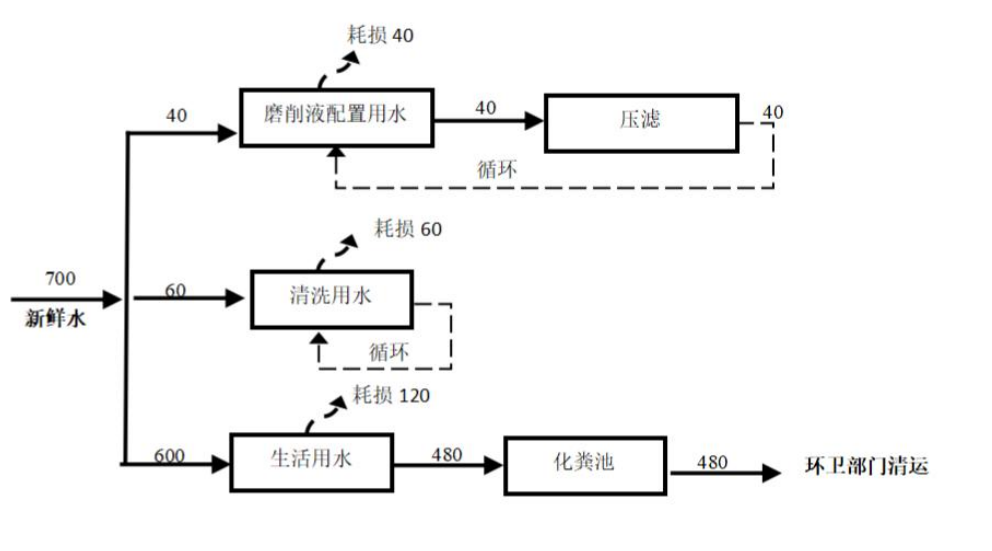 耗损 40
40
磨削液配置用水
40
压滤
40
循环
耗损 60
700
新鲜水
60
清洗用水
循环
耗损 120
600
生活用水
480
化粪池
480
环卫部门清运